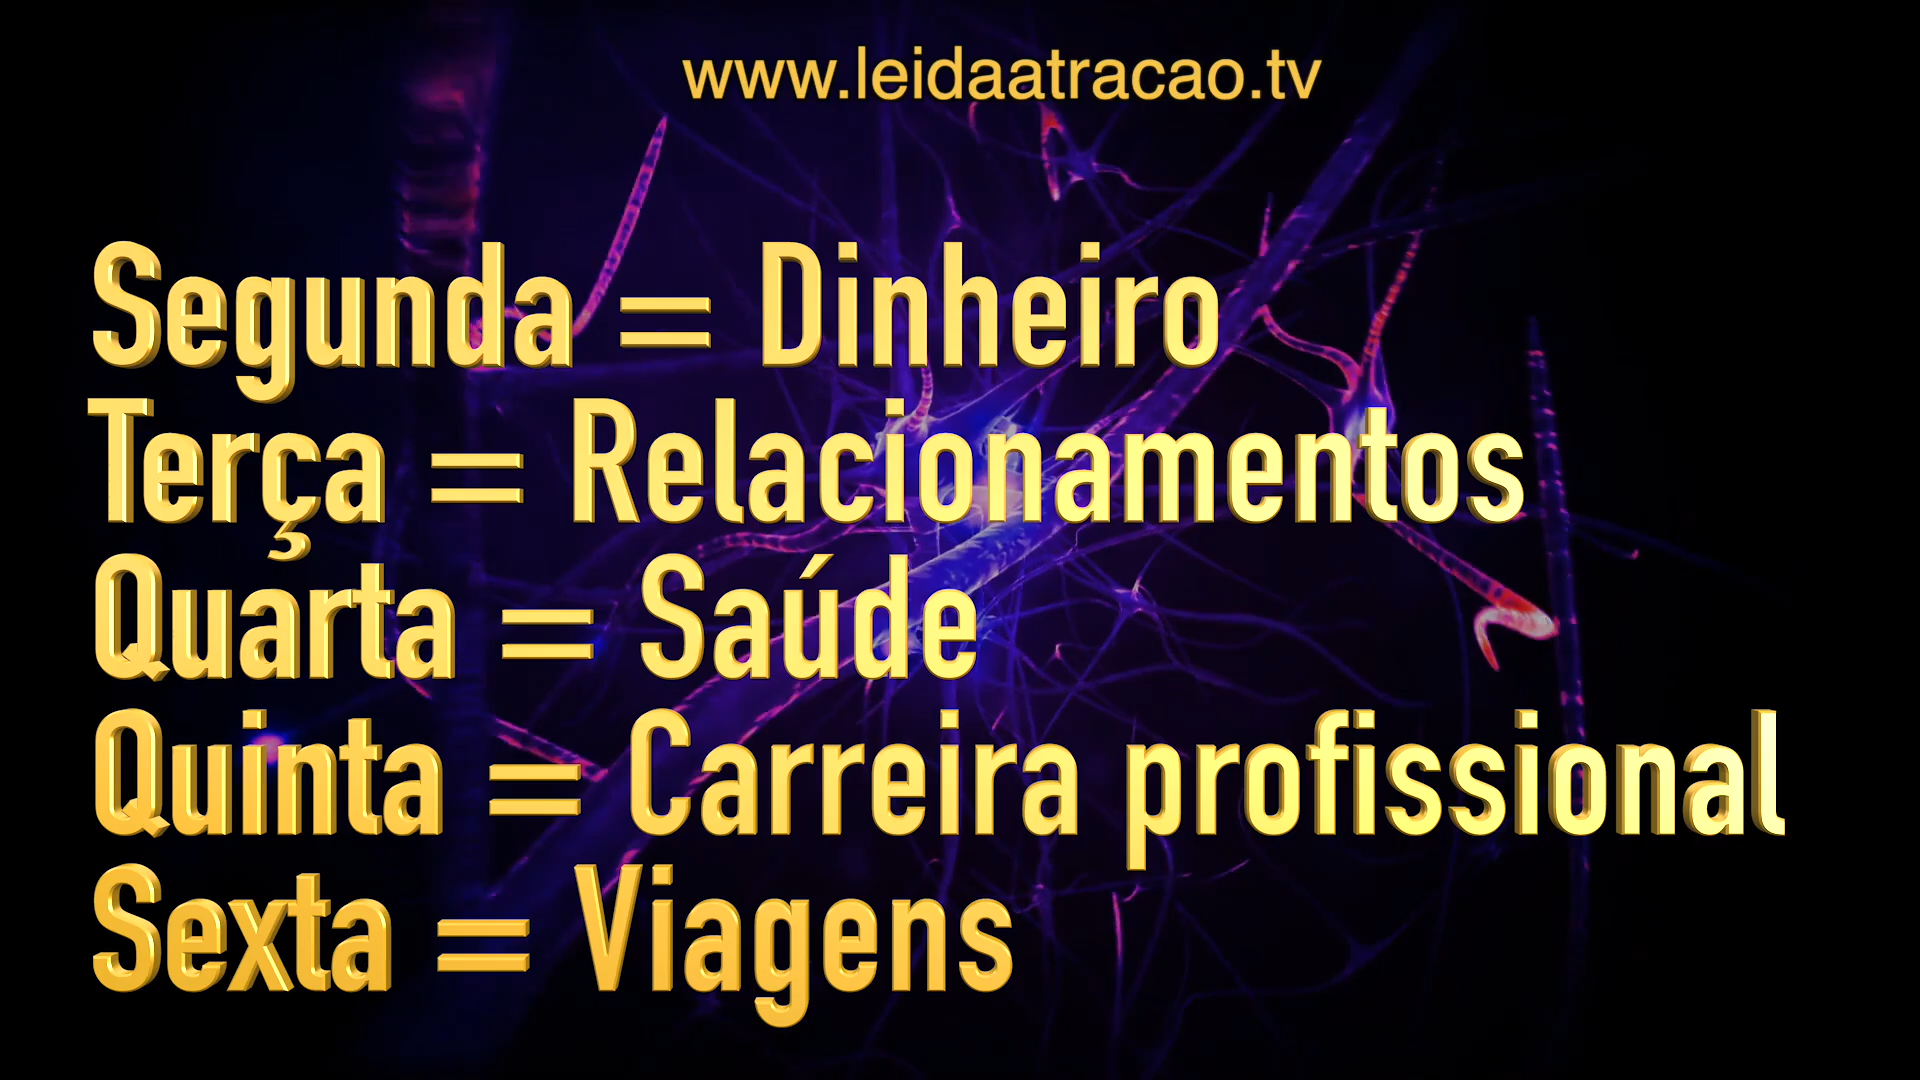 www.leidaatracao.tv
Segunda = Dinheiro
Terça = Relacionamentos
Quarta = Saúde
Quinta = Carreira profissional
Sexta = Viagens